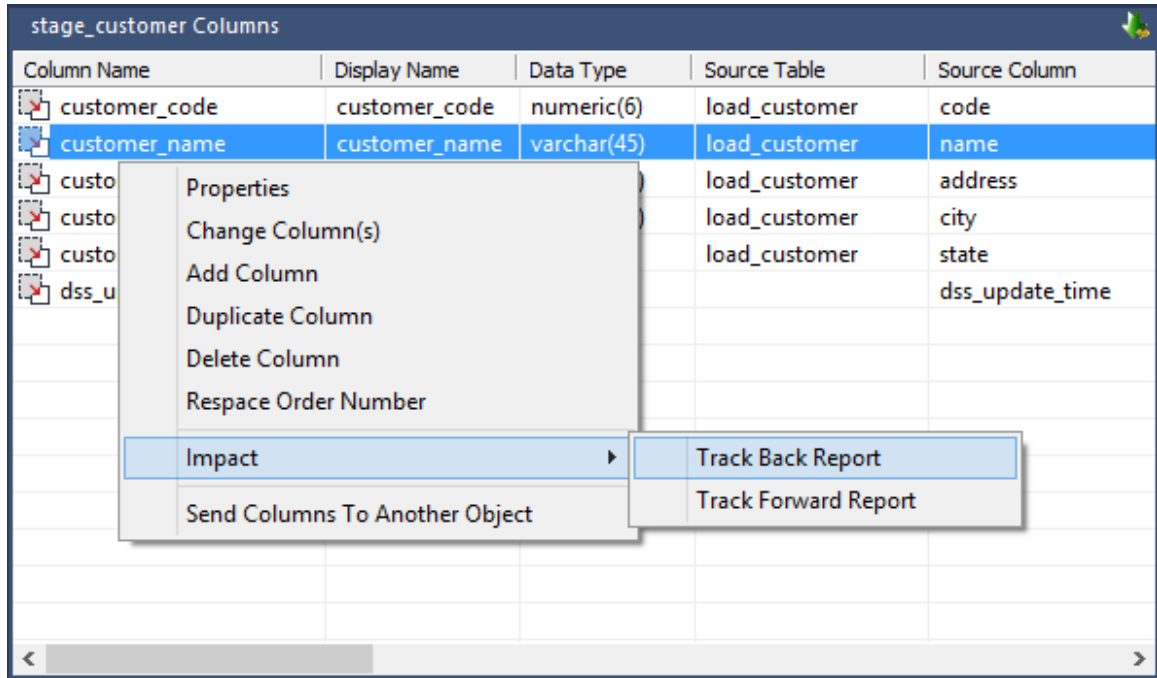 stage_customer Columns
Column Name Display Name Data Type Source Table Source Column
customer_code customer_code numeric(6) load_customer code
customer_name customer_name varchar(45) load_customer name
custo ) load_customer address
custo ) load_customer city
custo load_customer state
dss_u dss_update_time
Properties
Change Column(s)
Add Column
Duplicate Column
Delete Column
Respace Order Number
Impact
Send Columns To Another Object
Track Back Report
Track Forward Report